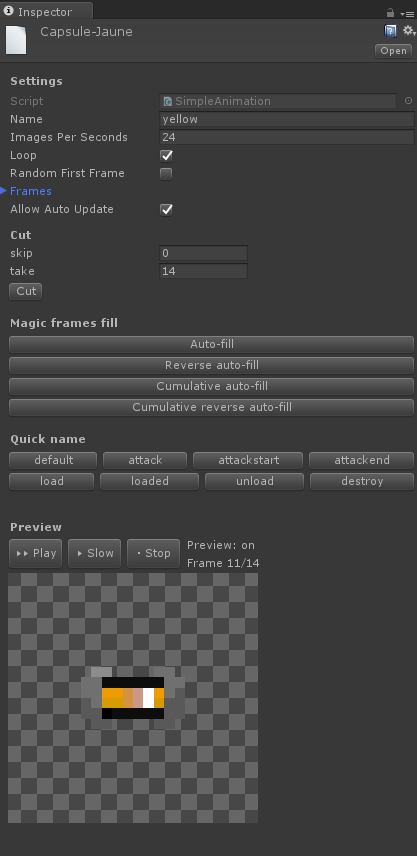 Inspector
Capsule-Jaune
Open
Settings
Script SimpleAnimation
Name yellow
Images Per Seconds 24
Loop
Random First Frame
Frames
Allow Auto Update
Cut
skip 0
take 14
Cut
Magic frames fill
Auto-fill
Reverse auto-fill
Cumulative auto-fill
Cumulative reverse auto-fill
Quick name
default attack attackstart attackend
load loaded unload destroy
Preview
Play Slow Stop Preview: on
Frame 11/14